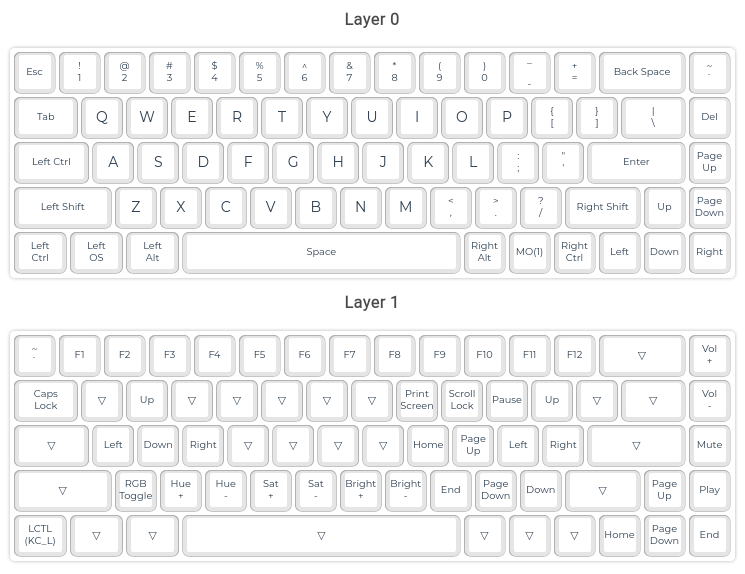 Layer 0
Esc ! 1 @ 2 # 3 $ 4 % 5 ^ 6 & 7 * 8 ( 9 ) 0 _ - + = Back Space ~ `
Tab Q W E R T Y U I O P { [ } ] | \ Del
Left Ctrl A S D F G H J K L : ; " ' Enter Page Up
Left Shift Z X C V B N M < , > . ? / Right Shift Up Page Down
Left Ctrl Left OS Left Alt Space Right Alt MO(1) Right Ctrl Left Down Right
Layer 1
~ ` F1 F2 F3 F4 F5 F6 F7 F8 F9 F10 F11 F12 ▽ Vol +
Caps Lock ▽ Up ▽ ▽ ▽ ▽ ▽ Print Screen Scroll Lock Pause Up ▽ ▽ Vol -
▽ Left Down Right ▽ ▽ ▽ ▽ Home Page Up Left Right ▽ Mute
▽ RGB Toggle Hue + Hue - Sat + Sat - Bright + Bright - End Page Down Down ▽ Page Up Play
LCTL (KC_L) ▽ ▽ ▽ ▽ ▽ ▽ Home Page Down End